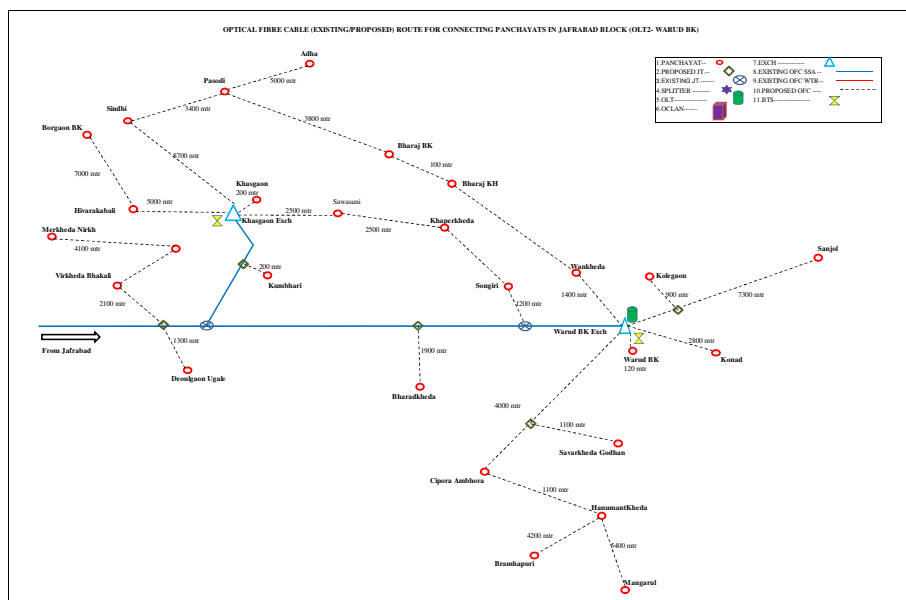 OPTICAL FIBRE CABLE (EXISTING/PROPOSED) ROUTE FOR CONNECTING PANCHAYATS IN JAFRABAD BLOCK (OLT2- WARUD BK)
1.PANCHAYAT--
2.PROPOSED JT.--
3.EXISTING JT.-------
4.SPLITTER --------
5.OLT---------------
6.OCLAN------
7.EXCH ------------
8.EXISTING OFC SSA --
9.EXISTING OFC WTR--
10.PROPOSED OFC ----
11.BTS-----------------
Adha
5000 mtr
Pasodi
3400 mtr
Sindhi
3800 mtr
Borgaon BK
Bharaj BK
8700 mtr
100 mtr
7000 mtr
Khasgaon
Bharaj KH
200 mtr
5000 mtr
2500 mtr
Sawasani
Hivarakabali
Khasgaon Exch
Khaperkheda
2500 mtr
Merkheda Nirkh
4100 mtr
Sanjol
200 mtr
Wankheda
Kolegaon
Virkheda Bhakali
Kumbhari
Songiri
1400 mtr
900 mtr
7300 mtr
2100 mtr
2200 mtr
Warud BK Exch
1300 mtr
2800 mtr
From Jafrabad
1900 mtr
Warud BK
Konad
120 mtr
Deoulgaon Ugale
Bharadkheda
4000 mtr
1100 mtr
Savarkheda Godhan
Cipora Ambhora
1100 mtr
HanumantKheda
4200 mtr
5400 mtr
Bramhapuri
Mangarul